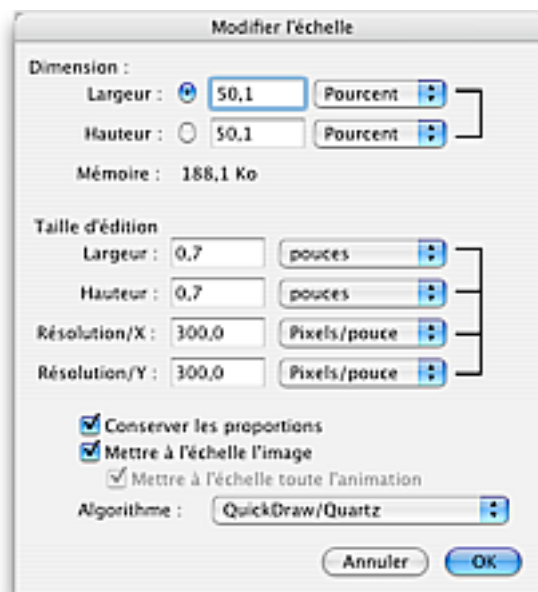 Modifier l'échelle
Dimension :
Largeur : 50,1 Pourcent
Hauteur : 50,1 Pourcent
Mémoire : 188,1 Ko
Taille d'édition
Largeur : 0,7 pouces
Hauteur : 0,7 pouces
Résolution/X : 300,0 Pixels/pouce
Résolution/Y : 300,0 Pixels/pouce
Conserver les proportions
Mettre à l'échelle l'image
Mettre à l'échelle toute l'animation
Algorithme : QuickDraw/Quartz
Annuler OK